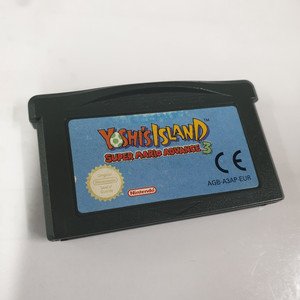 YOSHI'S ISLAND
SUPER MARIO ADVANCE 3
CE
Nintendo
AGB-A3AP-EUR